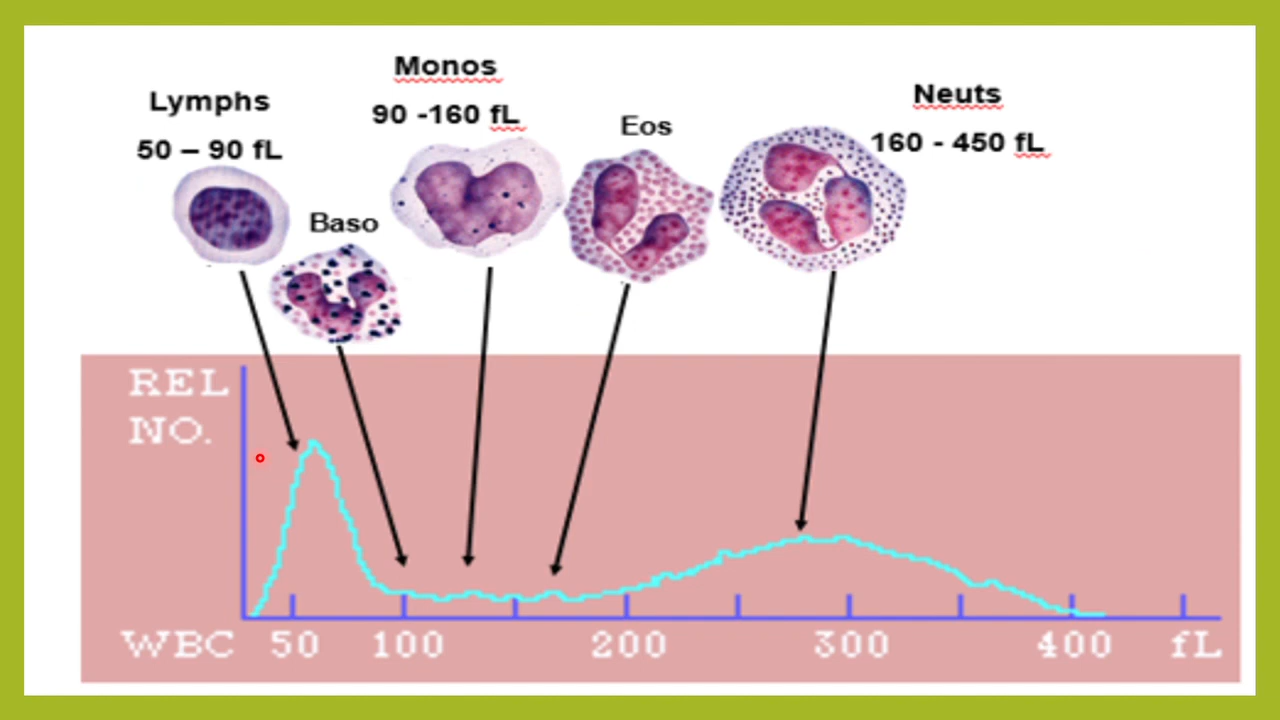 Monos
90 -160 fL
Lymphs
50 – 90 fL
Neuts
160 - 450 fL
Eos
Baso
REL
NO.
WBC 50 100 200 300 400 fL